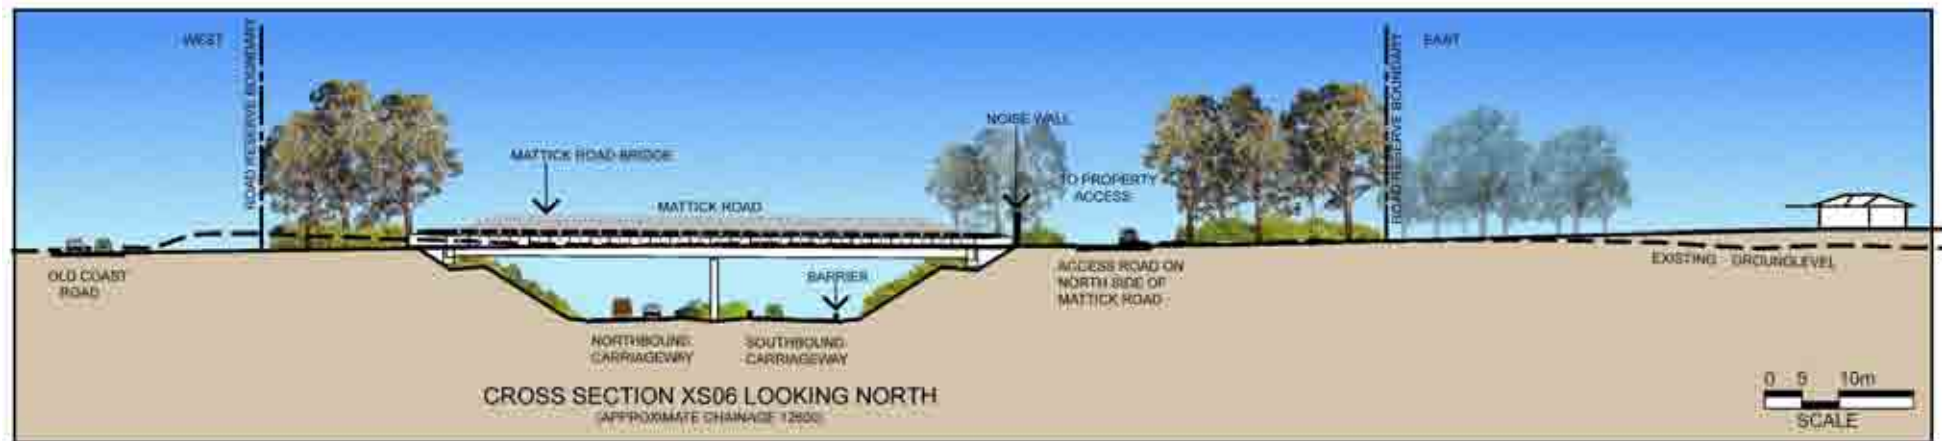 WEST
ROAD RESERVE BOUNDARY
MATTICK ROAD BRIDGE
MATTICK ROAD
NOISE WALL
TO PROPERTY
ACCESS
ROAD RESERVE BOUNDARY
EAST
OLD COAST
ROAD
BARRIER
ACCESS ROAD ON
NORTH SIDE OF
MATTICK ROAD
EXISTING GROUNDLEVEL
NORTHBOUND
CARRIAGEWAY
SOUTHBOUND
CARRIAGEWAY
CROSS SECTION XS06 LOOKING NORTH
(APPROXIMATE CHAINAGE 12600)
0 5 10m
SCALE